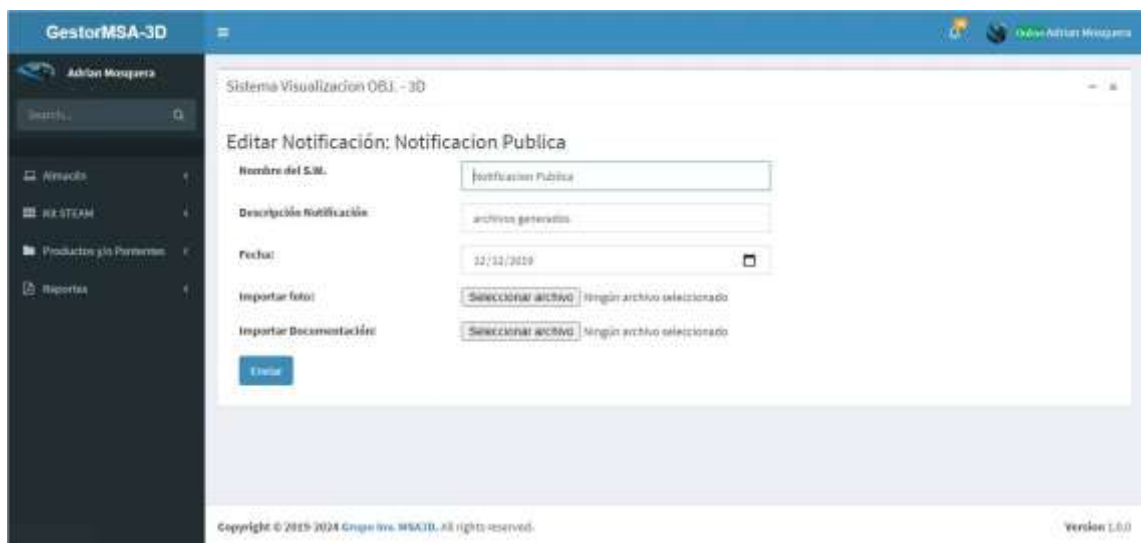 GestorMSA-3D
Online Adrian Mosquera
Adrian Mosquera
Search...
Sistema Visualizacion OBJ. - 3D
Editar Notificación: Notificacion Publica
Nombre del S.W.
Notificacion Publica
Almacén
Kit STEAM
Descripción Notificación
archivos generados
Productos y/o Ponentes
Fecha:
12/12/2019
Reportes
Importar foto:
Seleccionar archivo Ningún archivo seleccionado
Importar Documentación:
Seleccionar archivo Ningún archivo seleccionado
Enviar
Copyright © 2019-2024 Grupo Inv. MSA3D. All rights reserved.
Version 1.0.0